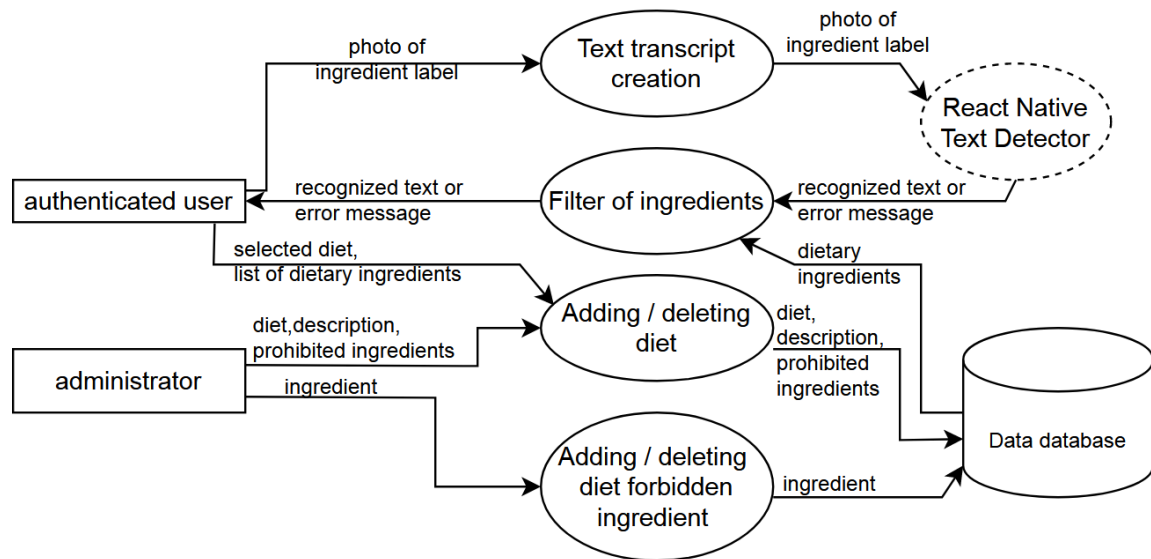 photo of
ingredient label
Text transcript
creation
photo of
ingredient label
React Native
Text Detector
authenticated user
recognized text or
error message
Filter of ingredients
recognized text or
error message
selected diet,
list of dietary ingredients
dietary
ingredients
Adding / deleting
diet
diet,description,
prohibited ingredients
diet,
description,
prohibited
ingredients
administrator
ingredient
Data database
Adding / deleting
diet forbidden
ingredient
ingredient